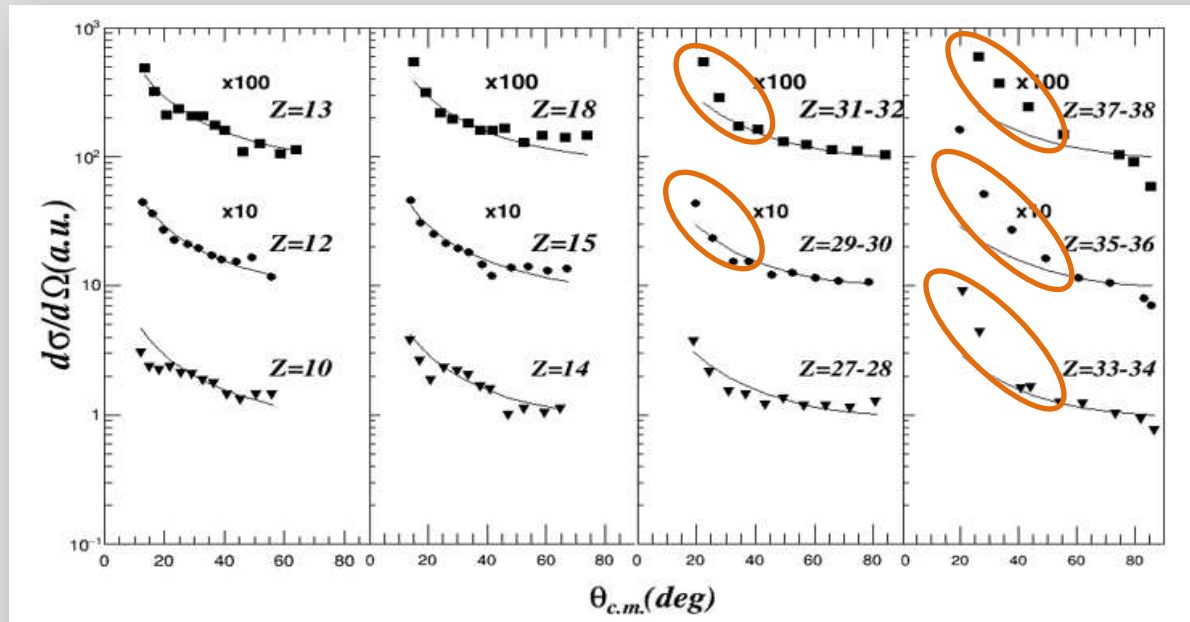 dσ/dΩ(a.u.)
10³
10²
10
1
10⁻¹
x100
Z=13
x10
Z=12
Z=10
0 20 40 60 80
x100
Z=18
x10
Z=15
Z=14
0 20 40 60 80
x100
Z=31-32
x10
Z=29-30
Z=27-28
0 20 40 60 80
x100
Z=37-38
x10
Z=35-36
Z=33-34
0 20 40 60 80
θc.m.(deg)